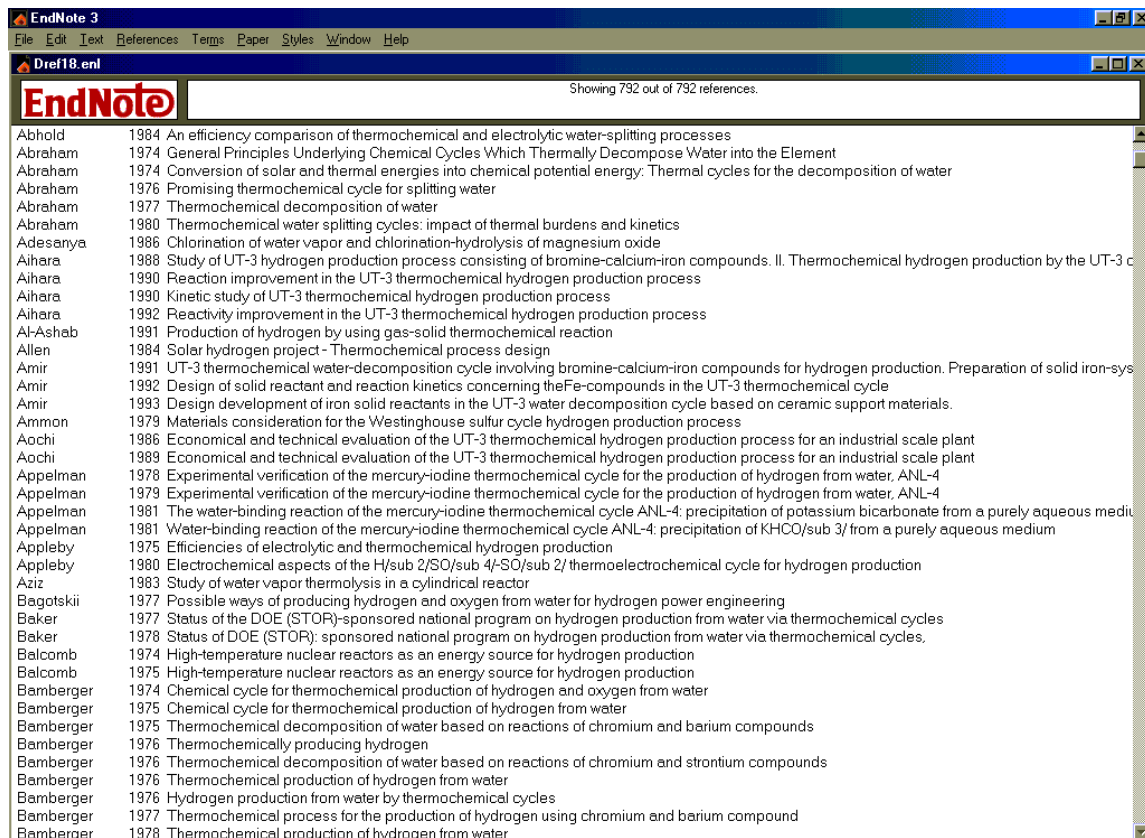 EndNote 3
File Edit Text References Terms Paper Styles Window Help
Dref18.enl
EndNote
Showing 792 out of 792 references.
Abhold 1984 An efficiency comparison of thermochemical and electrolytic water-splitting processes
Abraham 1974 General Principles Underlying Chemical Cycles Which Thermally Decompose Water into the Element
Abraham 1974 Conversion of solar and thermal energies into chemical potential energy: Thermal cycles for the decomposition of water
Abraham 1976 Promising thermochemical cycle for splitting water
Abraham 1977 Thermochemical decomposition of water
Abraham 1980 Thermochemical water splitting cycles: impact of thermal burdens and kinetics
Adesanya 1986 Chlorination of water vapor and chlorination-hydrolysis of magnesium oxide
Aihara 1988 Study of UT-3 hydrogen production process consisting of bromine-calcium-iron compounds. II. Thermochemical hydrogen production by the UT-3 c
Aihara 1990 Reaction improvement in the UT-3 thermochemical hydrogen production process
Aihara 1990 Kinetic study of UT-3 thermochemical hydrogen production process
Aihara 1992 Reactivity improvement in the UT-3 thermochemical hydrogen production process
Al-Ashab 1991 Production of hydrogen by using gas-solid thermochemical reaction
Allen 1984 Solar hydrogen project - Thermochemical process design
Amir 1991 UT-3 thermochemical water-decomposition cycle involving bromine-calcium-iron compounds for hydrogen production. Preparation of solid iron-sys
Amir 1992 Design of solid reactant and reaction kinetics concerning theFe-compounds in the UT-3 thermochemical cycle
Amir 1993 Design development of iron solid reactants in the UT-3 water decomposition cycle based on ceramic support materials.
Ammon 1979 Materials consideration for the Westinghouse sulfur cycle hydrogen production process
Aochi 1986 Economical and technical evaluation of the UT-3 thermochemical hydrogen production process for an industrial scale plant
Aochi 1989 Economical and technical evaluation of the UT-3 thermochemical hydrogen production process for an industrial scale plant
Appelman 1978 Experimental verification of the mercury-iodine thermochemical cycle for the production of hydrogen from water, ANL-4
Appelman 1979 Experimental verification of the mercury-iodine thermochemical cycle for the production of hydrogen from water, ANL-4
Appelman 1981 The water-binding reaction of the mercury-iodine thermochemical cycle ANL-4: precipitation of potassium bicarbonate from a purely aqueous mediu
Appelman 1981 Water-binding reaction of the mercury-iodine thermochemical cycle ANL-4: precipitation of KHCO/sub 3/ from a purely aqueous medium
Appleby 1975 Efficiencies of electrolytic and thermochemical hydrogen production
Appleby 1980 Electrochemical aspects of the H/sub 2/SO/sub 4/-SO/sub 2/ thermoelectrochemical cycle for hydrogen production
Aziz 1983 Study of water vapor thermolysis in a cylindrical reactor
Bagotskii 1977 Possible ways of producing hydrogen and oxygen from water for hydrogen power engineering
Baker 1977 Status of the DOE (STOR)-sponsored national program on hydrogen production from water via thermochemical cycles
Baker 1978 Status of DOE (STOR): sponsored national program on hydrogen production from water via thermochemical cycles,
Balcomb 1974 High-temperature nuclear reactors as an energy source for hydrogen production
Balcomb 1975 High-temperature nuclear reactors as an energy source for hydrogen production
Bamberger 1974 Chemical cycle for thermochemical production of hydrogen and oxygen from water
Bamberger 1975 Chemical cycle for thermochemical production of hydrogen from water
Bamberger 1975 Thermochemical decomposition of water based on reactions of chromium and barium compounds
Bamberger 1976 Thermochemically producing hydrogen
Bamberger 1976 Thermochemical decomposition of water based on reactions of chromium and strontium compounds
Bamberger 1976 Thermochemical production of hydrogen from water
Bamberger 1976 Hydrogen production from water by thermochemical cycles
Bamberger 1977 Thermochemical process for the production of hydrogen using chromium and barium compound
Bamberger 1978 Thermochemical production of hydrogen from water